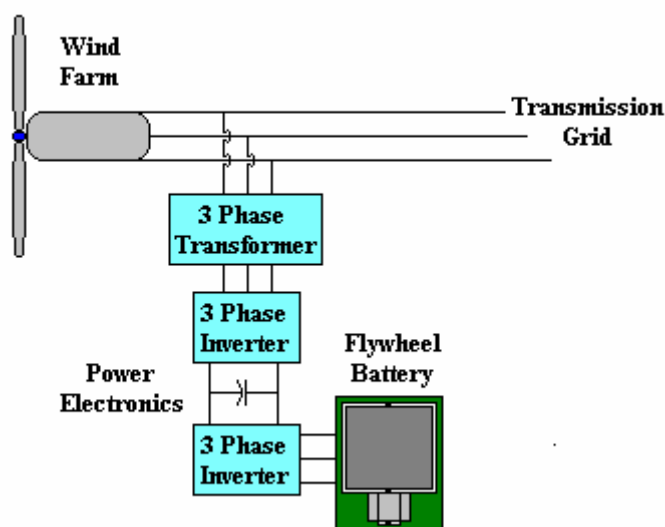 Wind
Farm
Transmission
Grid
3 Phase
Transformer
3 Phase
Inverter
Flywheel
Battery
Power
Electronics
3 Phase
Inverter